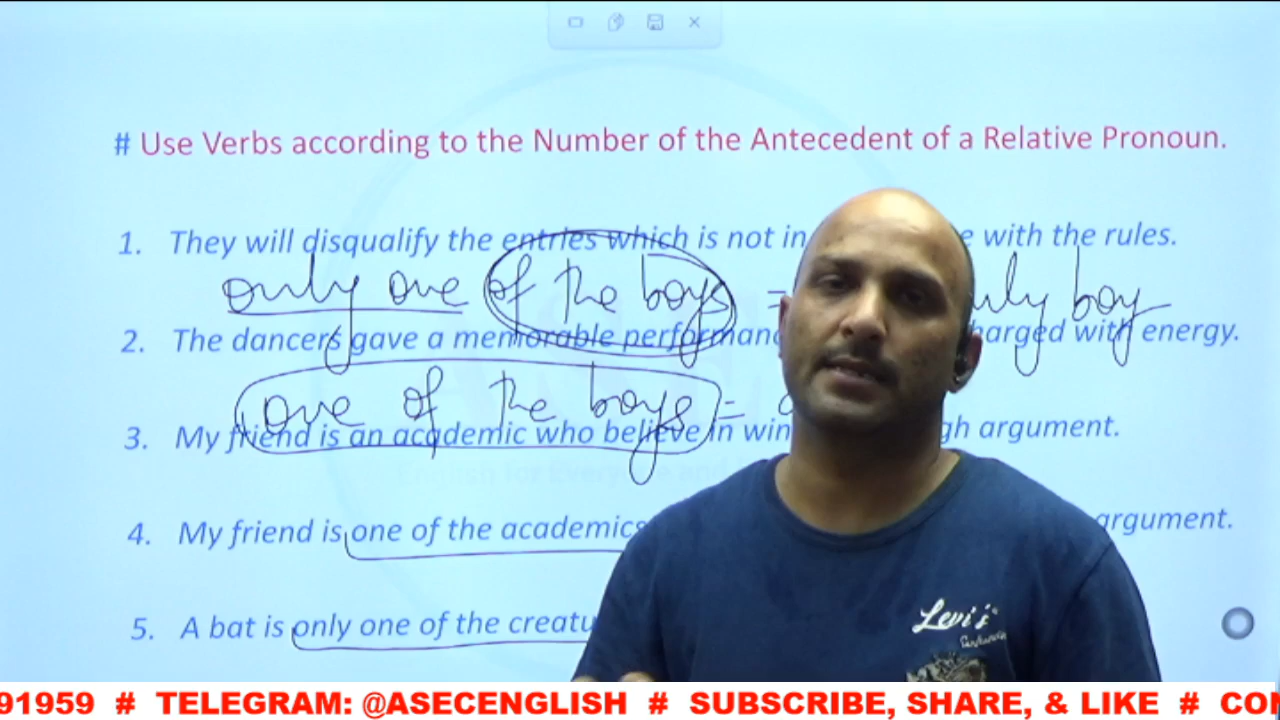 # Use Verbs according to the Number of the Antecedent of a Relative Pronoun.
1. They will disqualify the entries which is not in e with the rules.
only one of the boys = only boy
2. The dancers gave a memorable performan harged with energy.
one of the boys =
3. My friend is an academic who believe in win gh argument.
4. My friend is one of the academics argument.
5. A bat is only one of the creatu
Levi's
91959 # TELEGRAM: @ASECENGLISH # SUBSCRIBE, SHARE, & LIKE # CO